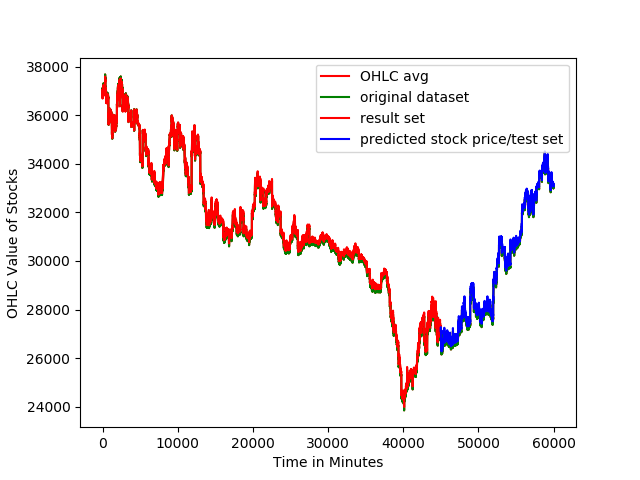 38000
36000
34000
32000
30000
28000
26000
24000
OHLC Value of Stocks
OHLC avg
original dataset
result set
predicted stock price/test set
0 10000 20000 30000 40000 50000 60000
Time in Minutes